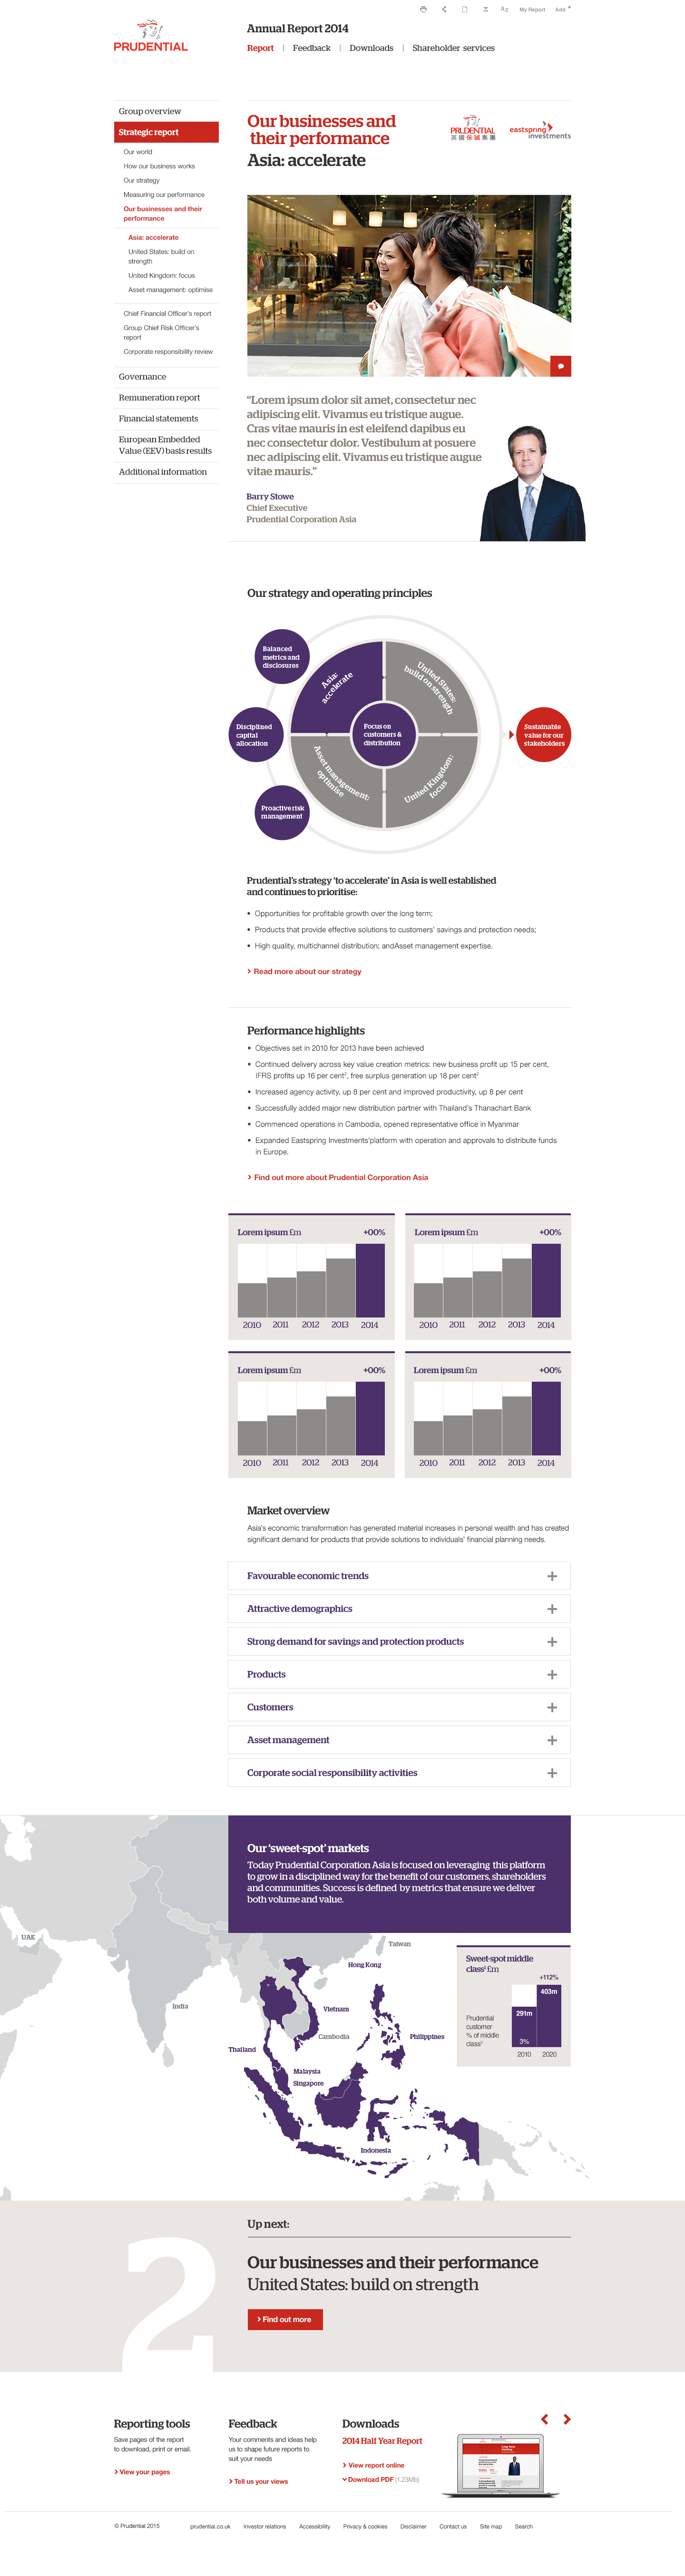 My Report
Add +
PRUDENTIAL
Annual Report 2014
Report | Feedback | Downloads | Shareholder services
Group overview
Strategic report
Our world
How our business works
Our strategy
Measuring our performance
Our businesses and their
performance
Asia: accelerate
United States: build on
strength
United Kingdom: focus
Asset management: optimise
Chief Financial Officer's report
Group Chief Risk Officer's
report
Corporate responsibility review
Governance
Remuneration report
Financial statements
European Embedded
Value (EEV) basis results
Additional information
Our businesses and
their performance
Asia: accelerate
PRUDENTIAL
英國保誠集團
eastspring
investments
“Lorem ipsum dolor sit amet, consectetur nec
adipiscing elit. Vivamus eu tristique augue.
Cras vitae mauris in est eleifend dapibus eu
nec consectetur dolor. Vestibulum at posuere
nec adipiscing elit. Vivamus eu tristique augue
vitae mauris.”
Barry Stowe
Chief Executive
Prudential Corporation Asia
Our strategy and operating principles
Balanced
metrics and
disclosures
Disciplined
capital
allocation
Proactive risk
management
Asia:
accelerate
United States:
build on strength
Focus on
customers &
distribution
Asset management:
optimise
United Kingdom:
focus
Sustainable
value for our
stakeholders
Prudential's strategy 'to accelerate' in Asia is well established
and continues to prioritise:
• Opportunities for profitable growth over the long term;
• Products that provide effective solutions to customers' savings and protection needs;
• High quality, multichannel distribution; andAsset management expertise.
Read more about our strategy
Performance highlights
• Objectives set in 2010 for 2013 have been achieved
• Continued delivery across key value creation metrics: new business profit up 15 per cent,
IFRS profits up 16 per cent², free surplus generation up 18 per cent²
• Increased agency activity, up 8 per cent and improved productivity, up 8 per cent
• Successfully added major new distribution partner with Thailand's Thanachart Bank
• Commenced operations in Cambodia, opened representative office in Myanmar
• Expanded Eastspring Investments'platform with operation and approvals to distribute funds
in Europe.
Find out more about Prudential Corporation Asia
Lorem ipsum £m +00%
2010 2011 2012 2013 2014
Lorem ipsum £m +00%
2010 2011 2012 2013 2014
Lorem ipsum £m +00%
2010 2011 2012 2013 2014
Lorem ipsum £m +00%
2010 2011 2012 2013 2014
Market overview
Asia's economic transformation has generated material increases in personal wealth and has created
significant demand for products that provide solutions to individuals' financial planning needs.
Favourable economic trends +
Attractive demographics +
Strong demand for savings and protection products +
Products +
Customers +
Asset management +
Corporate social responsibility activities +
Our 'sweet-spot' markets
Today Prudential Corporation Asia is focused on leveraging this platform
to grow in a disciplined way for the benefit of our customers, shareholders
and communities. Success is defined by metrics that ensure we deliver
both volume and value.
UAE
India
Taiwan
Hong Kong
Vietnam
Cambodia
Philippines
Thailand
Malaysia
Singapore
Indonesia
Sweet-spot middle
£m
+112%
403m
291m
Prudential
customer
% of middle
3%
2010 2020
2
Up next:
Our businesses and their performance
United States: build on strength
Find out more
Reporting tools
Save pages of the report
to download, print or email.
View your pages
Feedback
Your comments and ideas help
us to shape future reports to
suit your needs
Tell us your views
Downloads
2014 Half Year Report
View report online
Download PDF (1.23Mb)
© Prudential 2015
prudential.co.uk
Investor relations
Accessibility
Privacy & cookies
Disclaimer
Contact us
Site map
Search